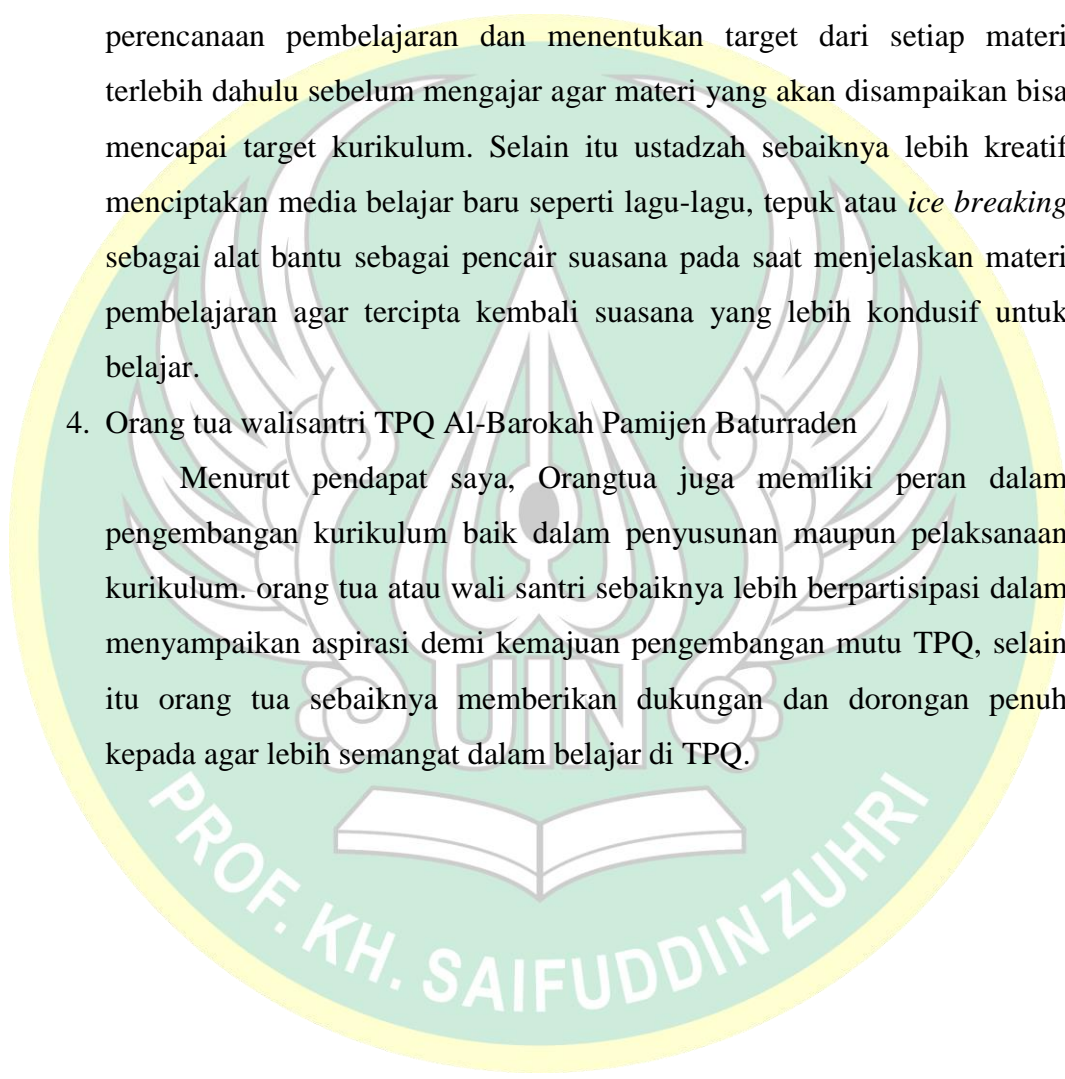 perencanaan pembelajaran dan menentukan target dari setiap materi
terlebih dahulu sebelum mengajar agar materi yang akan disampaikan bisa
mencapai target kurikulum. Selain itu ustadzah sebaiknya lebih kreatif
menciptakan media belajar baru seperti lagu-lagu, tepuk atau ice breaking
sebagai alat bantu sebagai pencair suasana pada saat menjelaskan materi
pembelajaran agar tercipta kembali suasana yang lebih kondusif untuk
belajar.
4. Orang tua walisantri TPQ Al-Barokah Pamijen Baturraden
Menurut pendapat saya, Orangtua juga memiliki peran dalam
pengembangan kurikulum baik dalam penyusunan maupun pelaksanaan
kurikulum. orang tua atau wali santri sebaiknya lebih berpartisipasi dalam
menyampaikan aspirasi demi kemajuan pengembangan mutu TPQ, selain
itu orang tua sebaiknya memberikan dukungan dan dorongan penuh
kepada agar lebih semangat dalam belajar di TPQ.
UIN
PROF. KH. SAIFUDDIN ZUHRI